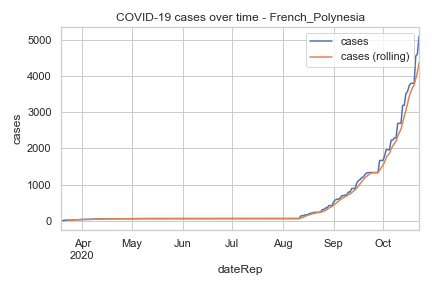 COVID-19 cases over time - French_Polynesia
cases
cases (rolling)
5000
4000
3000
2000
1000
0
cases
Apr
2020
May
Jun
Jul
Aug
Sep
Oct
dateRep